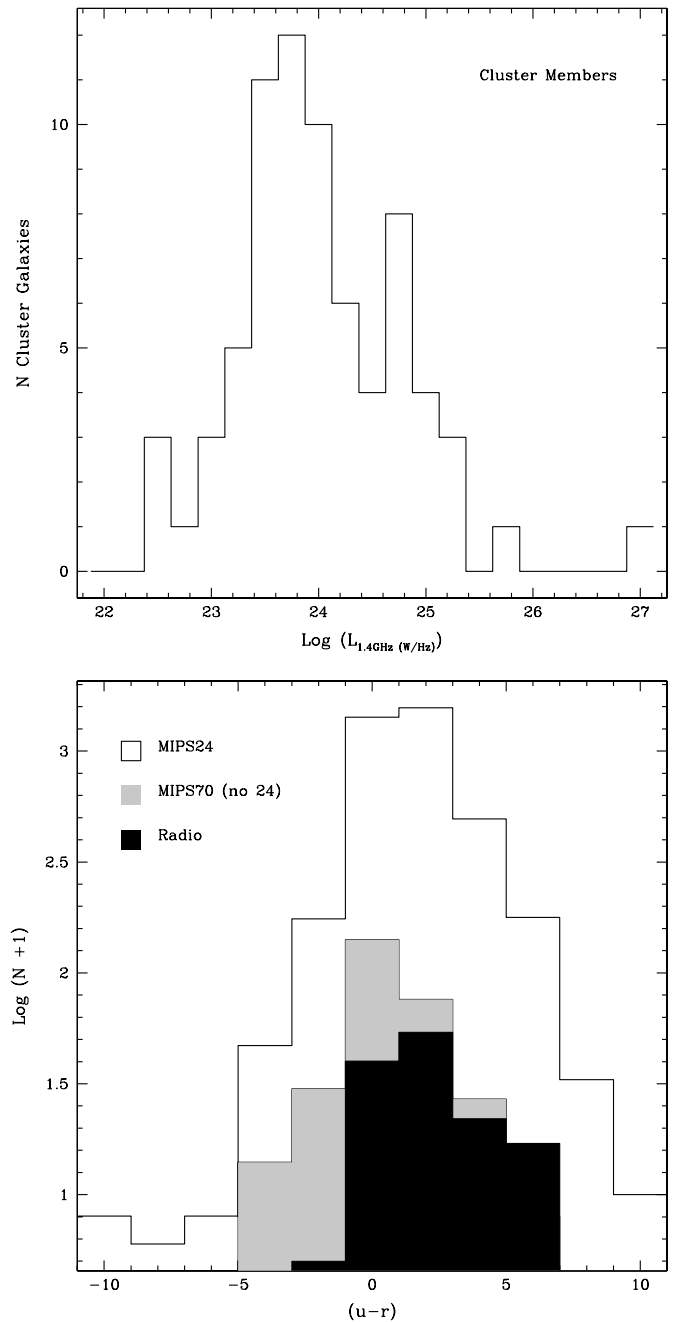 Cluster Members
10
5
0
N Cluster Galaxies
22 23 24 25 26 27
Log (L1.4GHz (W/Hz))
MIPS24
MIPS70 (no 24)
Radio
3
2.5
2
1.5
1
Log (N +1)
−10 −5 0 5 10
(u−r)